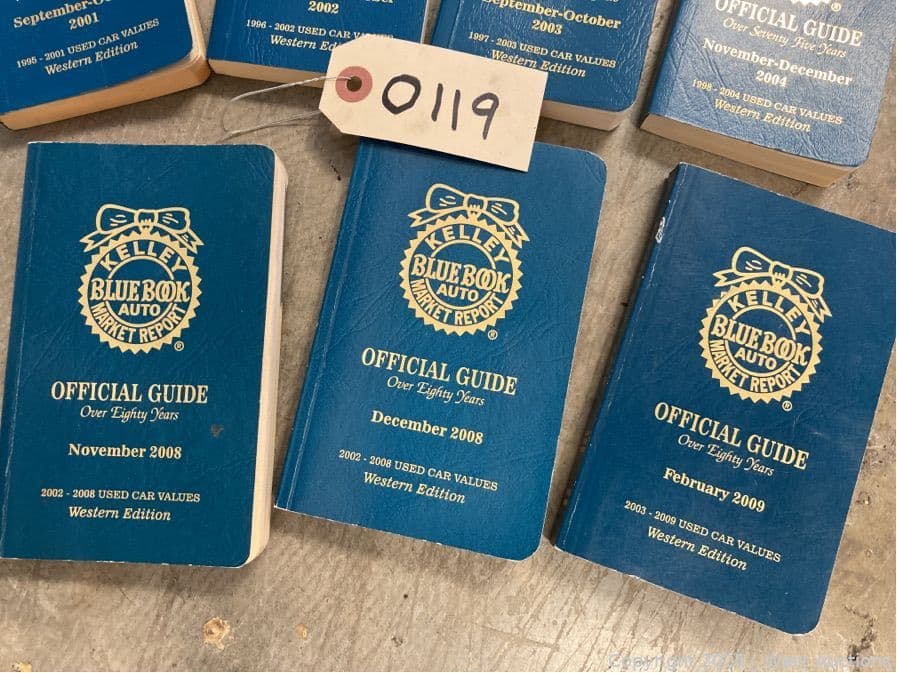 September-October
2001
1995 - 2001 USED CAR VALUES
Western Edition
2002
1996 - 2002 USED CAR
Western
September-October
2003
1997 - 2003 USED CAR VALUES
Western Edition
OFFICIAL GUIDE
Over Seventy Five Years
November-December
2004
1998 - 2004 USED CAR VALUES
Western Edition
0119
KELLEY
BLUE BOOK
AUTO
MARKET REPORT
®
OFFICIAL GUIDE
Over Eighty Years
November 2008
2002 - 2008 USED CAR VALUES
Western Edition
KELLEY
BLUE BOOK
AUTO
MARKET REPORT
®
OFFICIAL GUIDE
Over Eighty Years
December 2008
2002 - 2008 USED CAR VALUES
Western Edition
KELLEY
BLUE BOOK
AUTO
MARKET REPORT
®
OFFICIAL GUIDE
Over Eighty Years
February 2009
2003 - 2009 USED CAR VALUES
Western Edition
Copyright